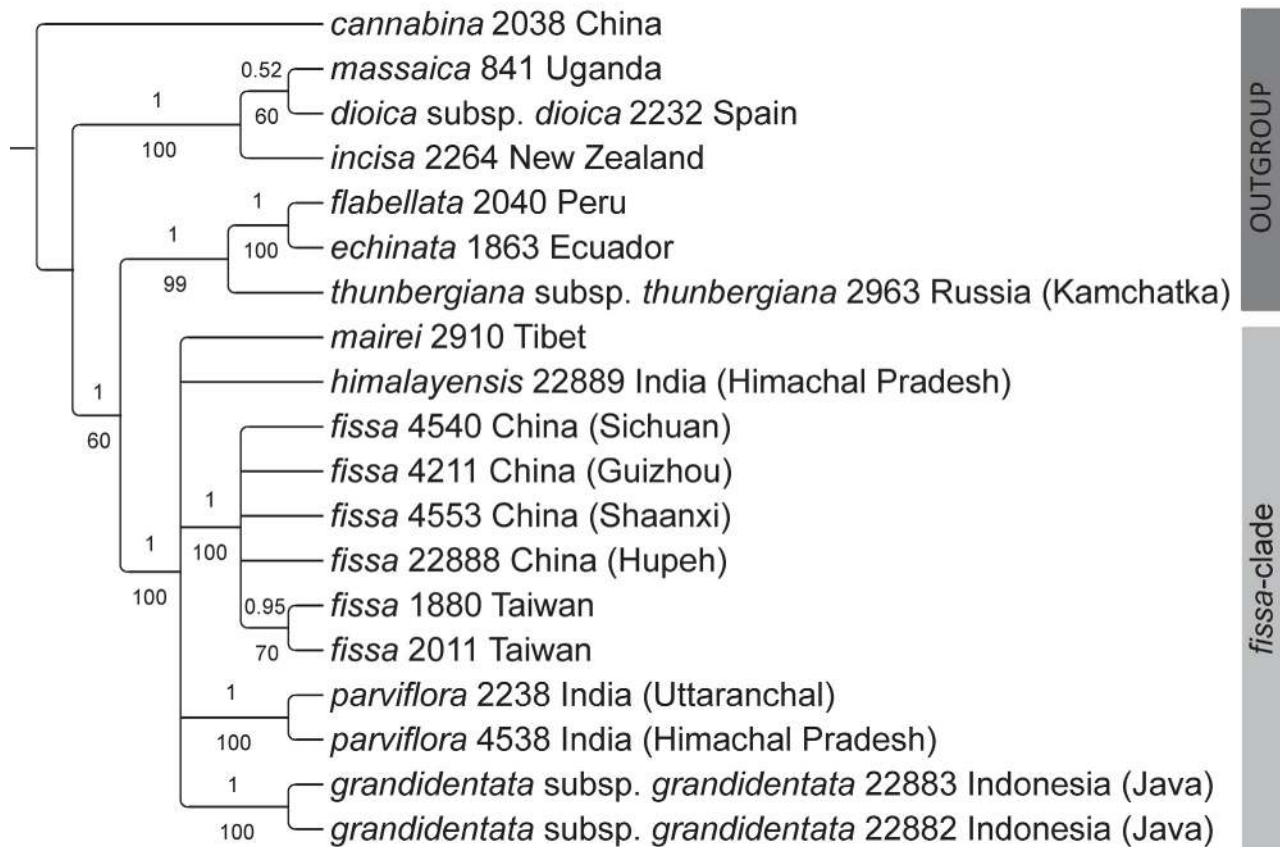 cannabina 2038 China
0.52
massaica 841 Uganda
1
60
dioica subsp. dioica 2232 Spain
100
incisa 2264 New Zealand
1
flabellata 2040 Peru
1
100
echinata 1863 Ecuador
99
thunbergiana subsp. thunbergiana 2963 Russia (Kamchatka)
OUTGROUP
mairei 2910 Tibet
himalayensis 22889 India (Himachal Pradesh)
1
60
fissa 4540 China (Sichuan)
fissa 4211 China (Guizhou)
1
fissa 4553 China (Shaanxi)
100
fissa 22888 China (Hupeh)
1
100
0.95
fissa 1880 Taiwan
70
fissa 2011 Taiwan
1
parviflora 2238 India (Uttaranchal)
100
parviflora 4538 India (Himachal Pradesh)
1
grandidentata subsp. grandidentata 22883 Indonesia (Java)
100
grandidentata subsp. grandidentata 22882 Indonesia (Java)
fissa-clade